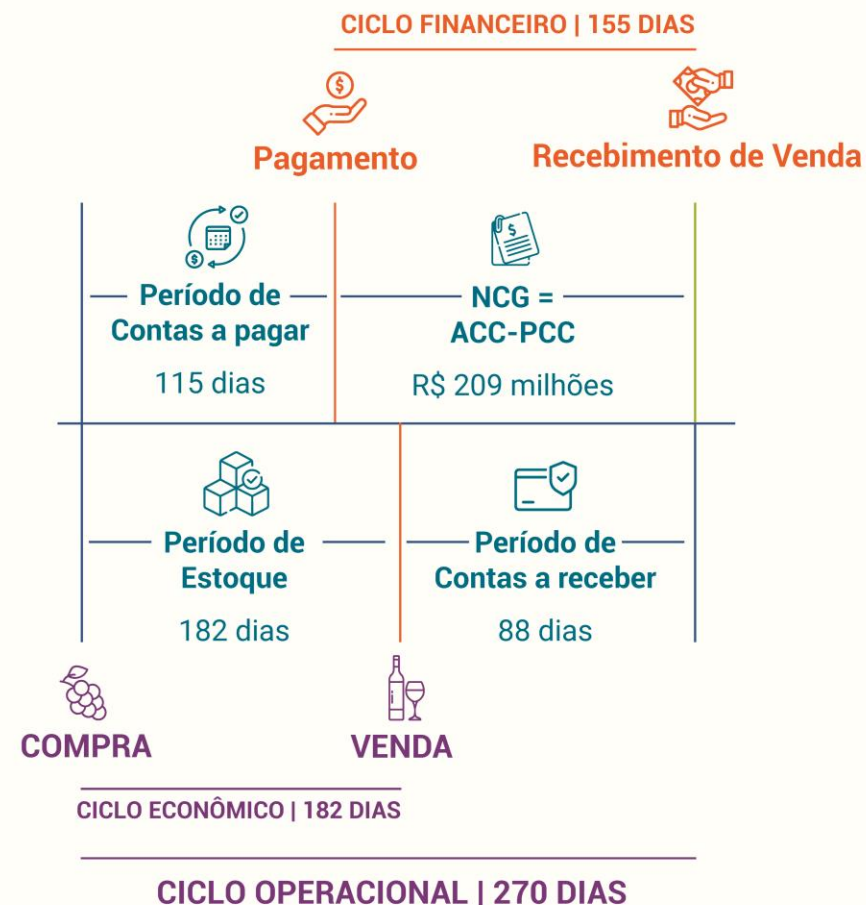 CICLO FINANCEIRO | 155 DIAS
Pagamento
Recebimento de Venda
Período de
Contas a pagar
115 dias
NCG =
ACC-PCC
R$ 209 milhões
Período de
Estoque
182 dias
Período de
Contas a receber
88 dias
COMPRA
VENDA
CICLO ECONÔMICO | 182 DIAS
CICLO OPERACIONAL | 270 DIAS